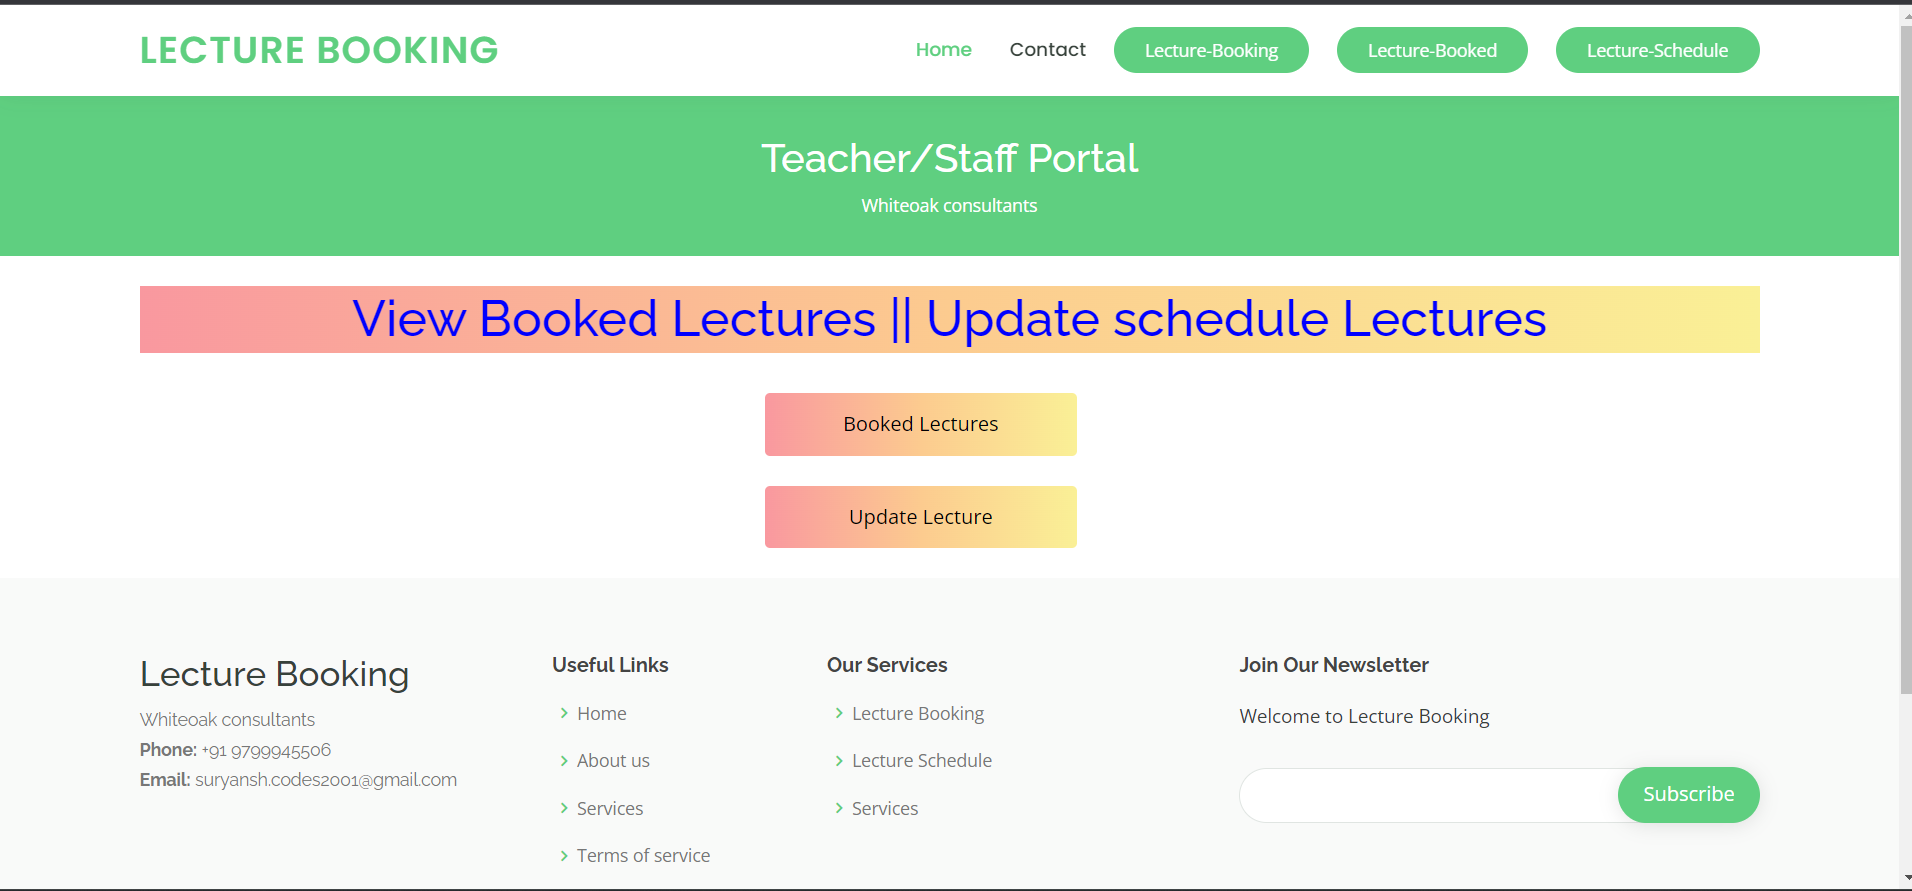 LECTURE BOOKING
Home Contact Lecture-Booking Lecture-Booked Lecture-Schedule
Teacher/Staff Portal
Whiteoak consultants
View Booked Lectures || Update schedule Lectures
Booked Lectures
Update Lecture
Lecture Booking
Whiteoak consultants
Phone: +91 9799945506
Email: suryansh.codes2001@gmail.com
Useful Links
Home
About us
Services
Terms of service
Our Services
Lecture Booking
Lecture Schedule
Services
Join Our Newsletter
Welcome to Lecture Booking
Subscribe